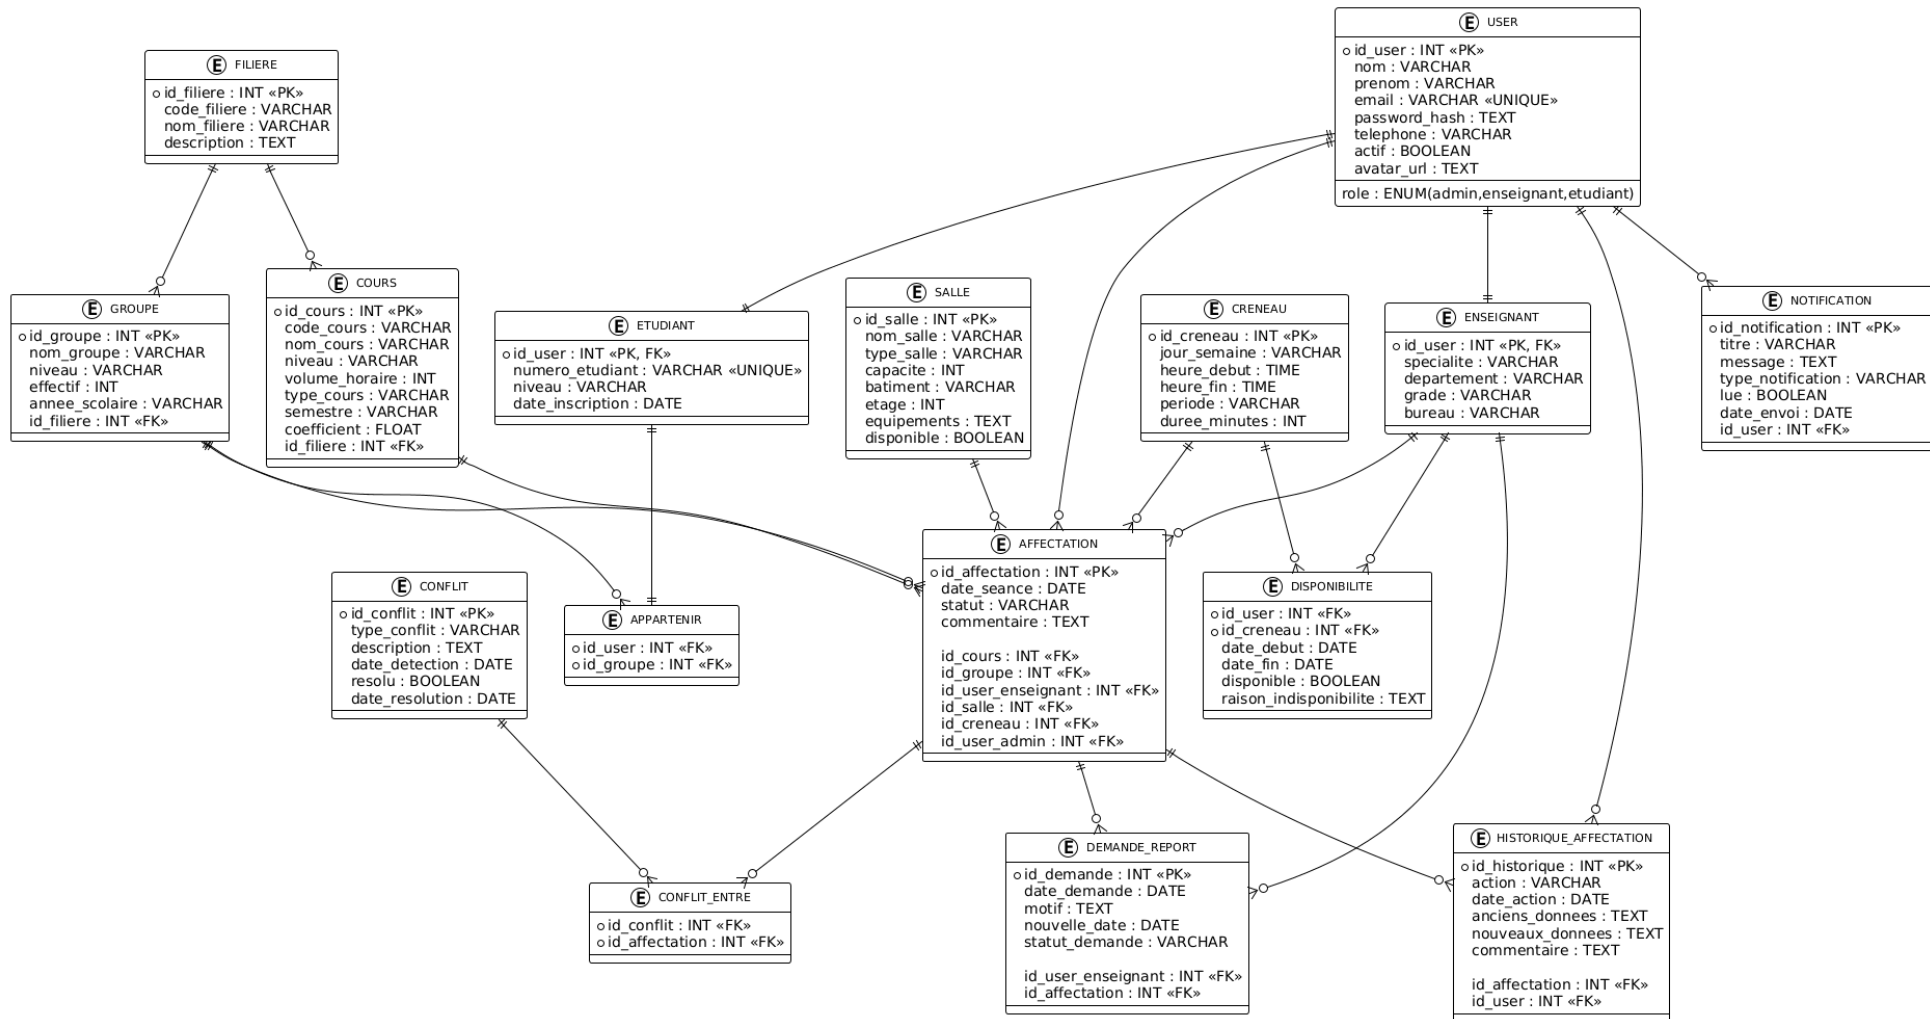 E USER
id_user : INT «PK»
nom : VARCHAR
prenom : VARCHAR
email : VARCHAR «UNIQUE»
password_hash : TEXT
telephone : VARCHAR
actif : BOOLEAN
avatar_url : TEXT
role : ENUM(admin,enseignant,etudiant)
E FILIERE
id_filiere : INT «PK»
code_filiere : VARCHAR
nom_filiere : VARCHAR
description : TEXT
E GROUPE
id_groupe : INT «PK»
nom_groupe : VARCHAR
niveau : VARCHAR
effectif : INT
annee_scolaire : VARCHAR
id_filiere : INT «FK»
E COURS
id_cours : INT «PK»
code_cours : VARCHAR
nom_cours : VARCHAR
niveau : VARCHAR
volume_horaire : INT
type_cours : VARCHAR
semestre : VARCHAR
coefficient : FLOAT
id_filiere : INT «FK»
E ETUDIANT
id_user : INT «PK, FK»
numero_etudiant : VARCHAR «UNIQUE»
niveau : VARCHAR
date_inscription : DATE
E SALLE
id_salle : INT «PK»
nom_salle : VARCHAR
type_salle : VARCHAR
capacite : INT
batiment : VARCHAR
etage : INT
equipements : TEXT
disponible : BOOLEAN
E CRENEAU
id_creneau : INT «PK»
jour_semaine : VARCHAR
heure_debut : TIME
heure_fin : TIME
periode : VARCHAR
duree_minutes : INT
E ENSEIGNANT
id_user : INT «PK, FK»
specialite : VARCHAR
departement : VARCHAR
grade : VARCHAR
bureau : VARCHAR
E NOTIFICATION
id_notification : INT «PK»
titre : VARCHAR
message : TEXT
type_notification : VARCHAR
lue : BOOLEAN
date_envoi : DATE
id_user : INT «FK»
E CONFLIT
id_conflit : INT «PK»
type_conflit : VARCHAR
description : TEXT
date_detection : DATE
resolu : BOOLEAN
date_resolution : DATE
E APPARTENIR
id_user : INT «FK»
id_groupe : INT «FK»
E AFFECTATION
id_affectation : INT «PK»
date_seance : DATE
statut : VARCHAR
commentaire : TEXT
id_cours : INT «FK»
id_groupe : INT «FK»
id_user_enseignant : INT «FK»
id_salle : INT «FK»
id_creneau : INT «FK»
id_user_admin : INT «FK»
E DISPONIBILITE
id_user : INT «FK»
id_creneau : INT «FK»
date_debut : DATE
date_fin : DATE
disponible : BOOLEAN
raison_indisponibilite : TEXT
E CONFLIT_ENTRE
id_conflit : INT «FK»
id_affectation : INT «FK»
E DEMANDE_REPORT
id_demande : INT «PK»
date_demande : DATE
motif : TEXT
nouvelle_date : DATE
statut_demande : VARCHAR
id_user_enseignant : INT «FK»
id_affectation : INT «FK»
E HISTORIQUE_AFFECTATION
id_historique : INT «PK»
action : VARCHAR
date_action : DATE
anciens_donnees : TEXT
nouveaux_donnees : TEXT
commentaire : TEXT
id_affectation : INT «FK»
id_user : INT «FK»